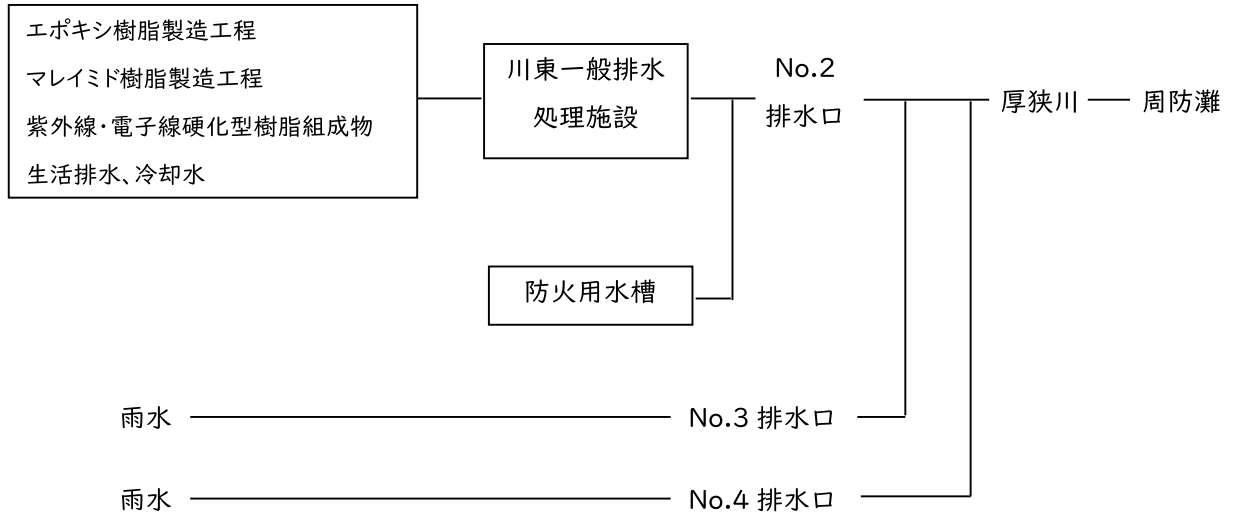 エポキシ樹脂製造工程
マレイミド樹脂製造工程
紫外線・電子線硬化型樹脂組成物
生活排水、冷却水
川東一般排水
処理施設
No.2
排水口
厚狭川
周防灘
防火用水槽
雨水
No.3 排水口
雨水
No.4 排水口